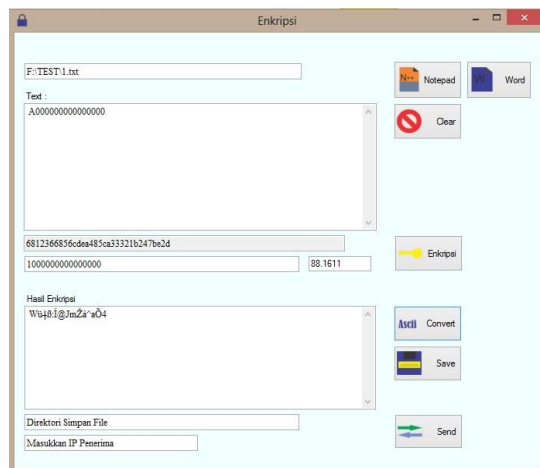 Enkripsi
F:\TEST\1.txt
N++ Notepad
W Word
Text :
A000000000000000
Clear
6812366856cdea485ca33321b247be2d
1000000000000000
88.1611
Enkripsi
Hasil Enkripsi
Ascii Convert
Save
Direktori Simpan File
Send
Masukkan IP Penerima